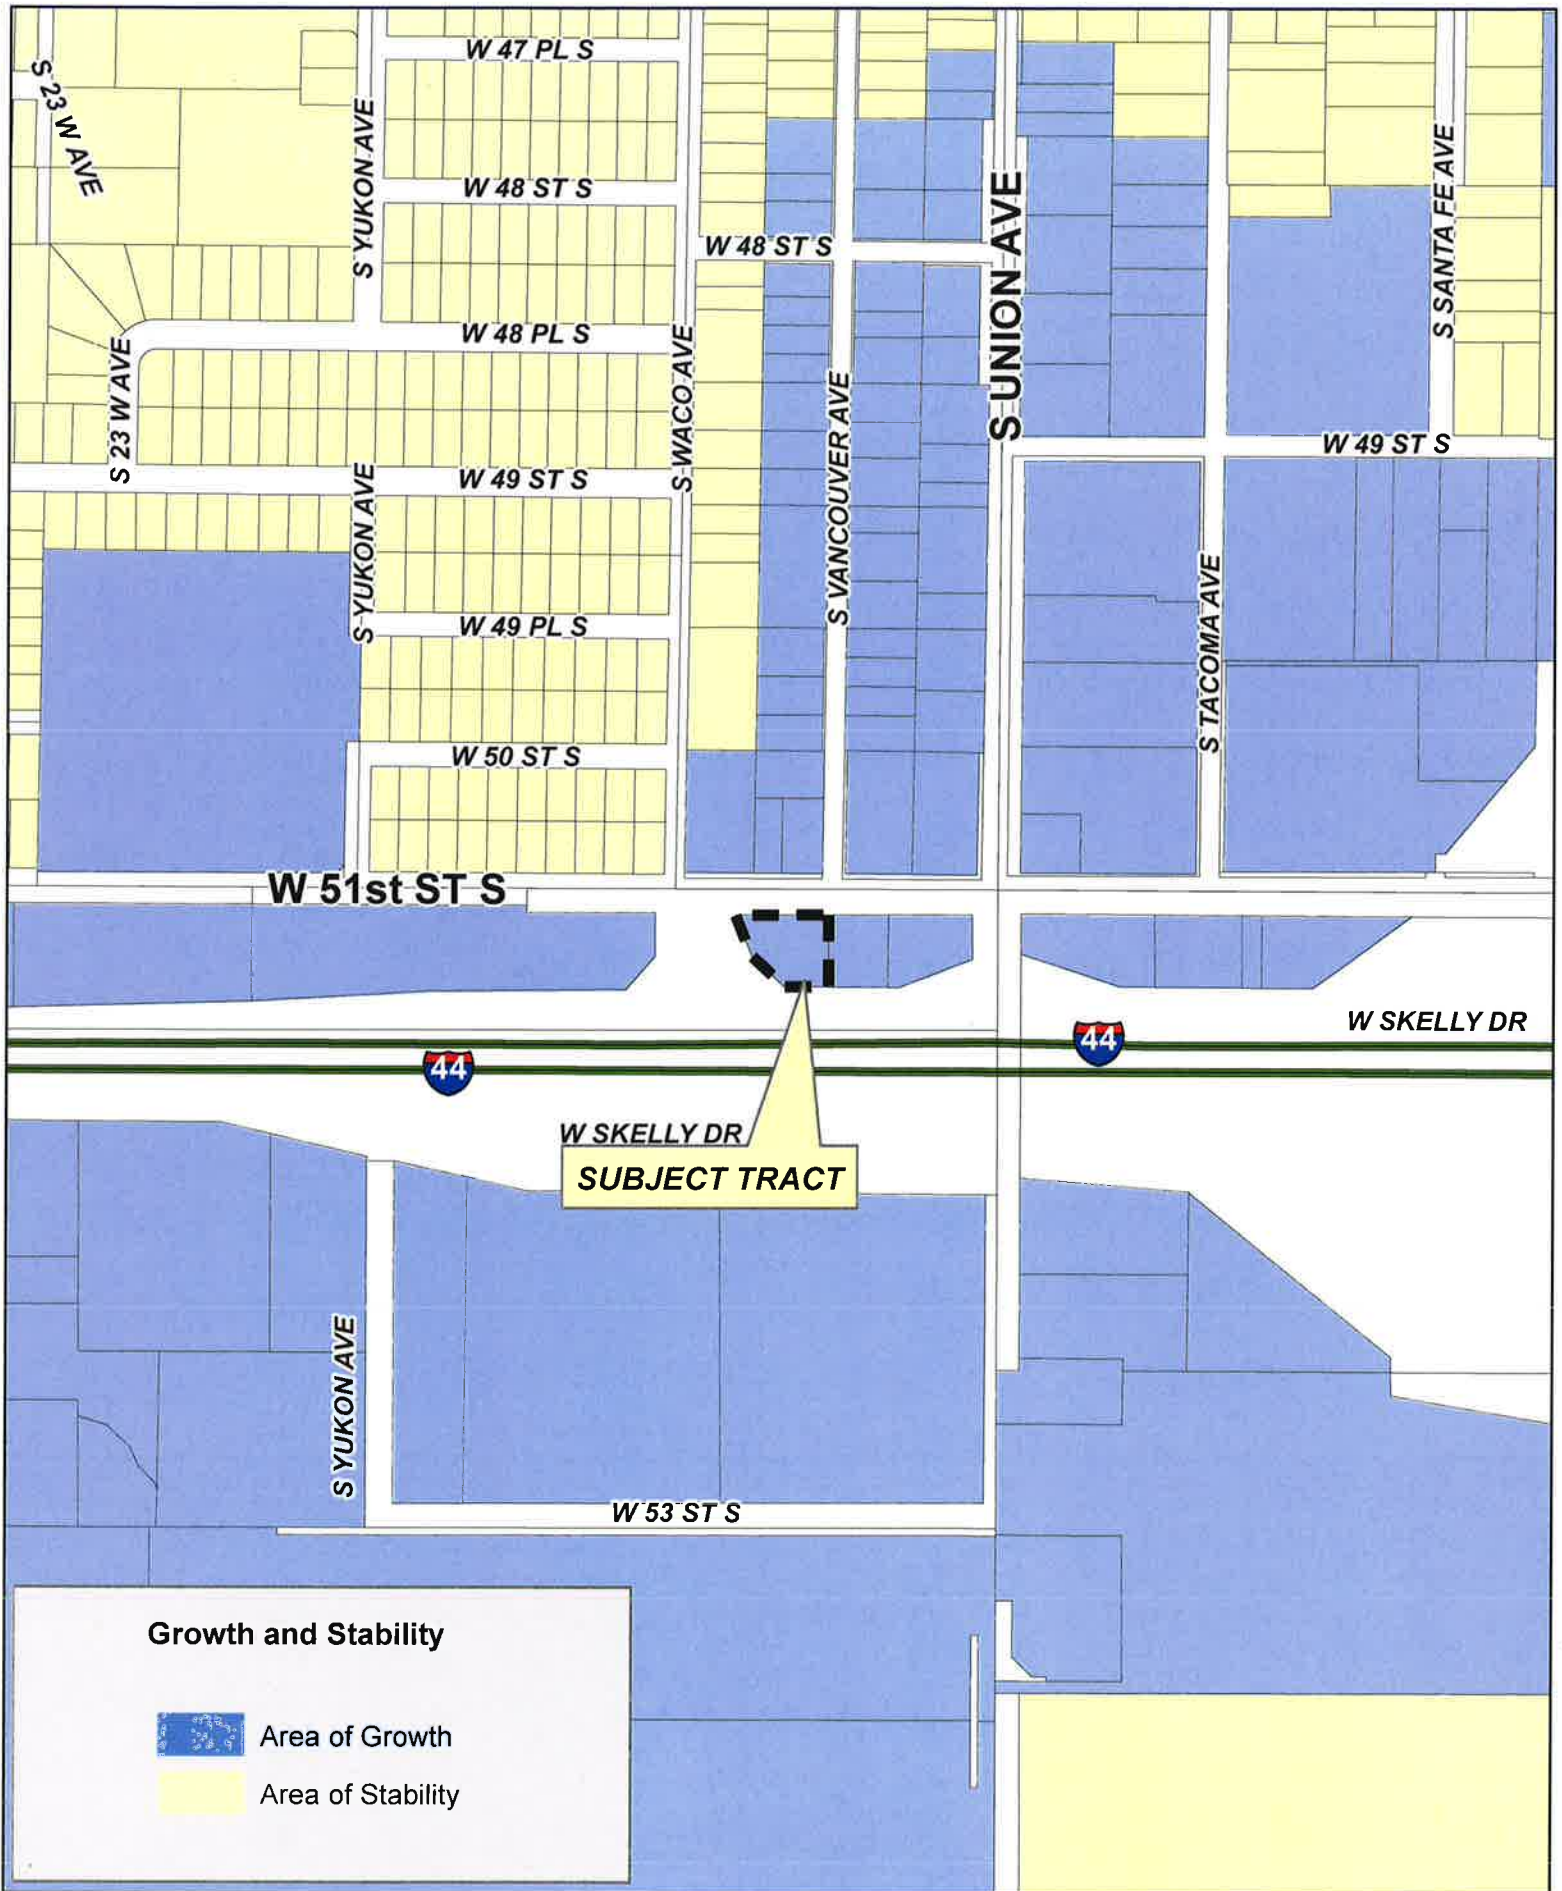 W 47 PL S
S 23 W AVE
S YUKON AVE
W 48 ST S
S UNION AVE
S SANTA FE AVE
W 48 ST S
W 48 PL S
S 23 W AVE
S WACO AVE
S VANCOUVER AVE
W 49 ST S
W 49 ST S
S YUKON AVE
W 49 PL S
S TACOMA AVE
W 50 ST S
W 51st ST S
W SKELLY DR
44
44
W SKELLY DR
SUBJECT TRACT
S YUKON AVE
W 53 ST S
Growth and Stability
Area of Growth
Area of Stability